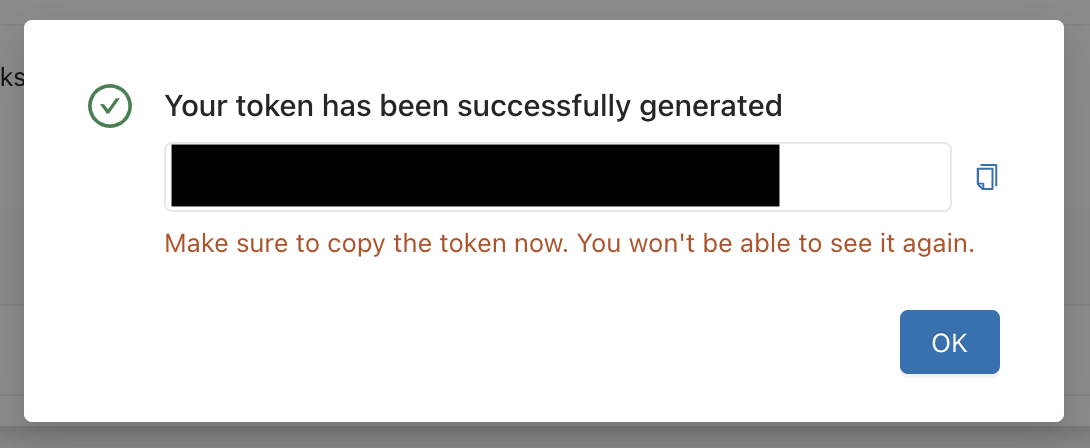 ks
Your token has been successfully generated
Make sure to copy the token now. You won't be able to see it again.
OK